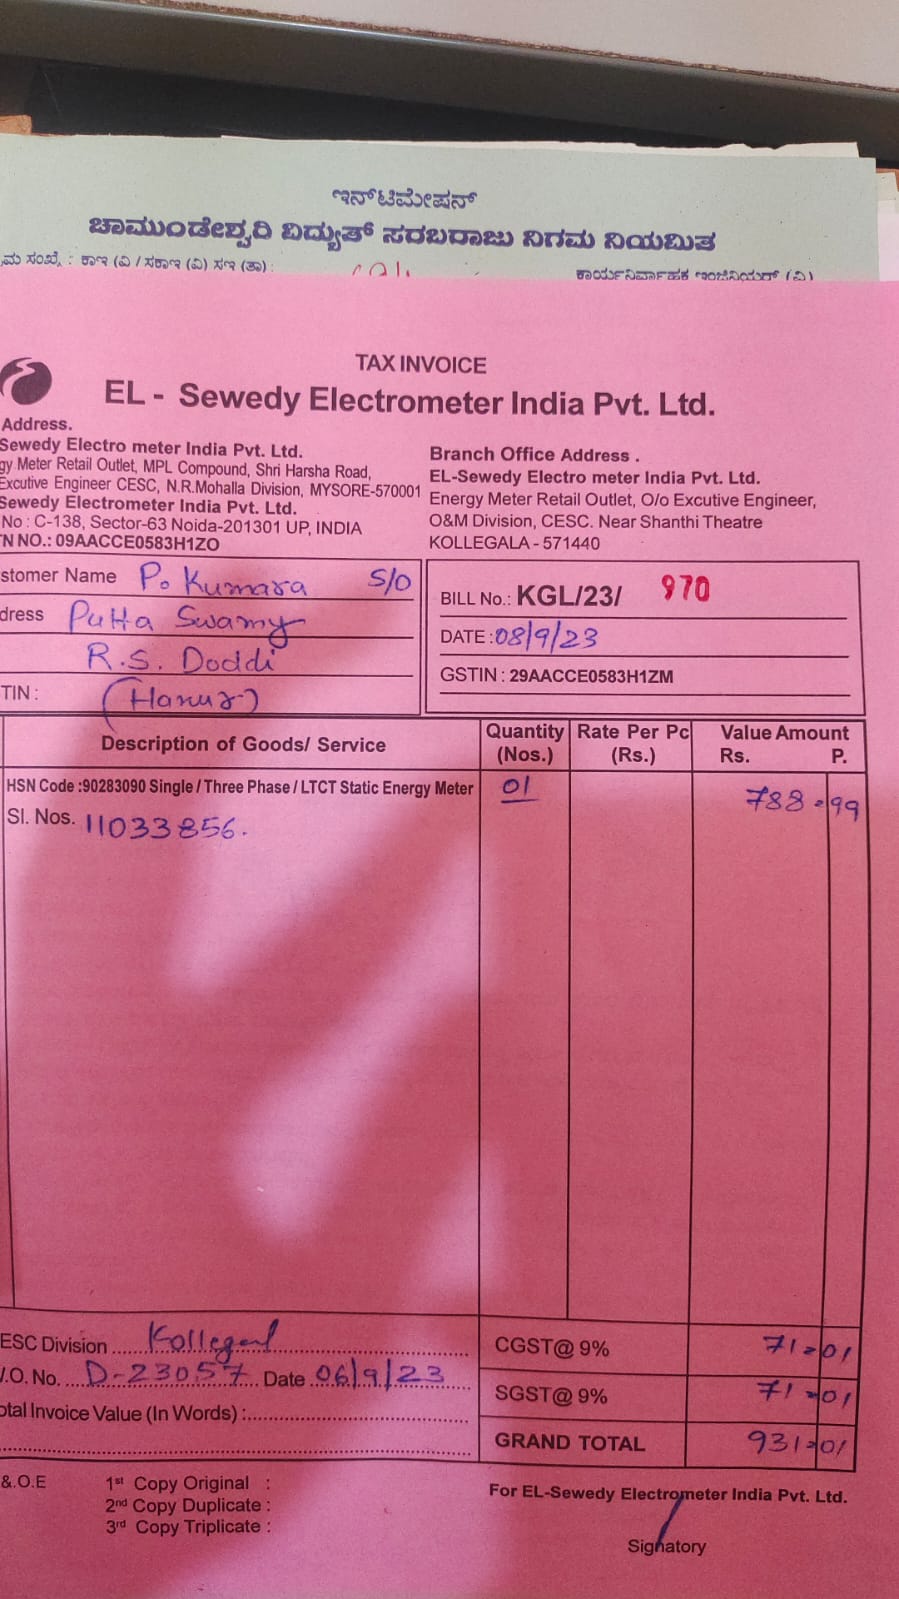 ಇನ್‌ಟಿಮೇಷನ್
ಚಾಮುಂಡೇಶ್ವರಿ ವಿದ್ಯುತ್ ಸರಬರಾಜು ನಿಗಮ ನಿಯಮಿತ
ಮ ಸಂಖ್ಯೆ : ಕಾಇ (ವಿ / ಸಕಾಇ (ವಿ) ಸಇ (ತಾ) :
ಕಾರ್ಯನಿರ್ವಾಹಕ ಇಂಜಿನಿಯರ್ (ವಿ)
TAX INVOICE
EL - Sewedy Electrometer India Pvt. Ltd.
Address.
Sewedy Electro meter India Pvt. Ltd.
gy Meter Retail Outlet, MPL Compound, Shri Harsha Road,
Excutive Engineer CESC, N.R.Mohalla Division, MYSORE-570001
Sewedy Electrometer India Pvt. Ltd.
No : C-138, Sector-63 Noida-201301 UP, INDIA
N NO.: 09AACCE0583H1ZO
Branch Office Address .
EL-Sewedy Electro meter India Pvt. Ltd.
Energy Meter Retail Outlet, O/o Excutive Engineer,
O&M Division, CESC. Near Shanthi Theatre
KOLLEGALA - 571440
stomer Name P. Kumara S/O
dress Putta Swamy
R.S. Doddi
TIN : (Hanur)
BILL No.: KGL/23/ 970
DATE : 08/9/23
GSTIN : 29AACCE0583H1ZM
Description of Goods/ Service Quantity (Nos.) Rate Per Pc (Rs.) Value Amount Rs. P.
HSN Code :90283090 Single / Three Phase / LTCT Static Energy Meter 01 788=99
Sl. Nos. 11033856.
ESC Division Kollegal
.O. No. D-23057 Date 06/9/23
otal Invoice Value (In Words) :
CGST@ 9% 71=01
SGST@ 9% 71=01
GRAND TOTAL 931=01
&.O.E
1st Copy Original :
2nd Copy Duplicate :
3rd Copy Triplicate :
For EL-Sewedy Electrometer India Pvt. Ltd.
Signatory